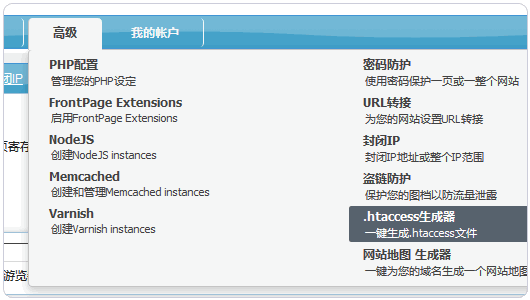 高级
我的帐户
PHP配置
管理您的PHP设定
FrontPage Extensions
启用FrontPage Extensions
NodeJS
创建NodeJS instances
Memcached
创建和管理Memcached instances
Varnish
创建Varnish instances
密码防护
使用密码保护一页或一整个网站
URL转接
为您的网站设置URL转接
封闭IP
封闭IP地址或整个IP范围
盗链防护
保护您的图档以防流量泄露
.htaccess生成器
一键生成.htaccess文件
网站地图 生成器
一键为您的域名生成一个网站地图
闭IP
页寄存
游览